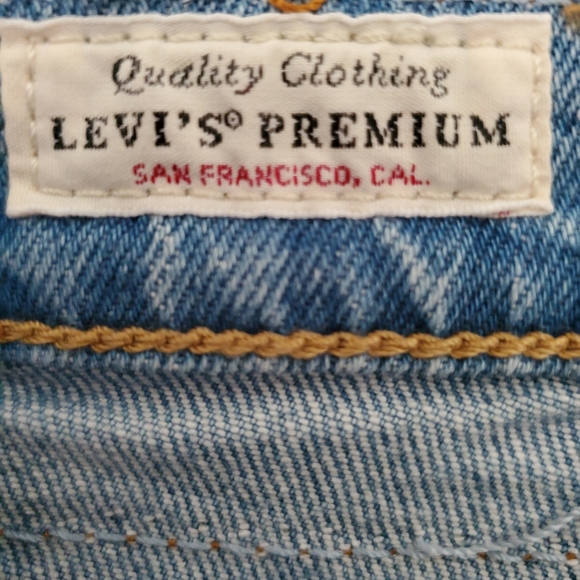 Quality Clothing
LEVI'S® PREMIUM
SAN FRANCISCO, CAL.